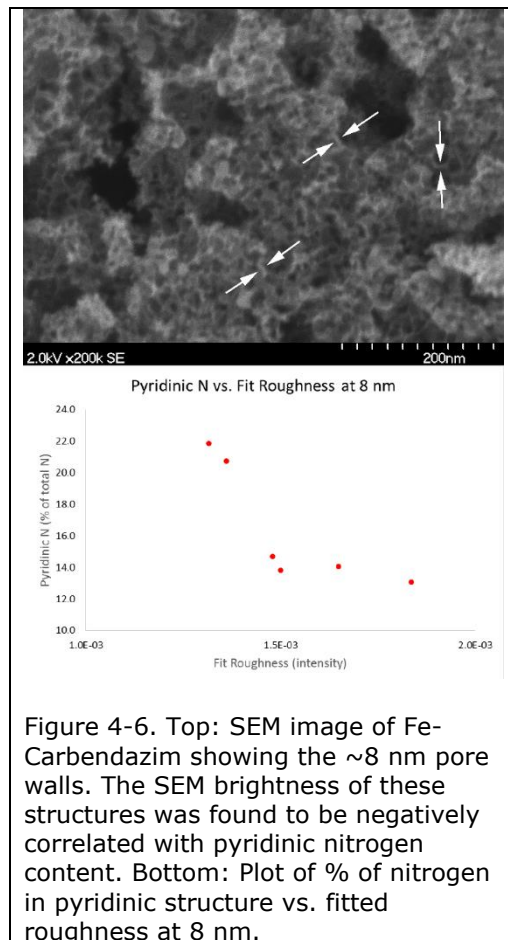 2.0kV x200k SE 200nm
Pyridinic N vs. Fit Roughness at 8 nm
24.0
22.0
20.0
18.0
16.0
14.0
12.0
10.0
Pyridinic N (% of total N)
1.0E-03 1.5E-03 2.0E-03
Fit Roughness (intensity)
Figure 4-6. Top: SEM image of Fe-
Carbendazim showing the ~8 nm pore
walls. The SEM brightness of these
structures was found to be negatively
correlated with pyridinic nitrogen
content. Bottom: Plot of % of nitrogen
in pyridinic structure vs. fitted
roughness at 8 nm.